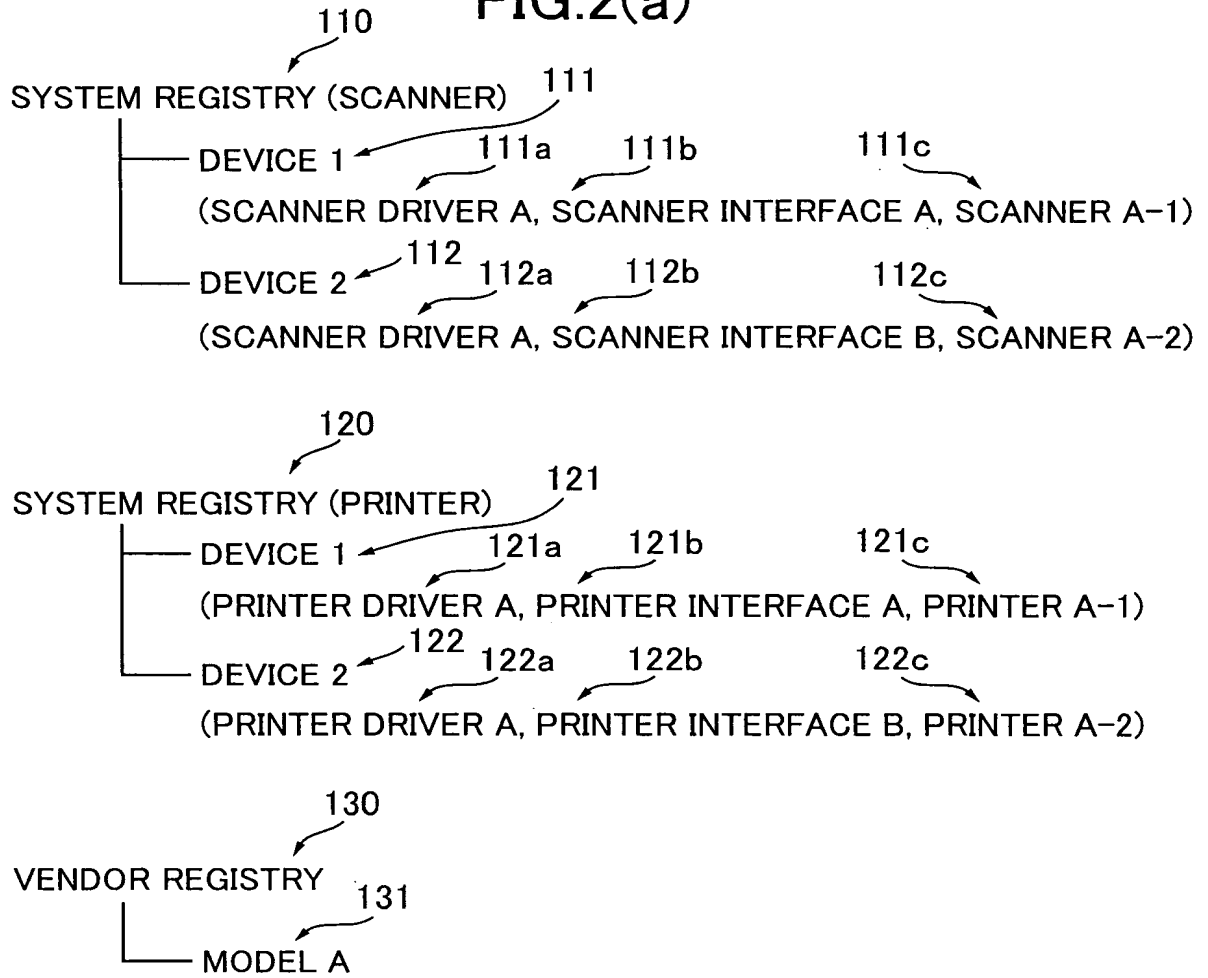 FIG.2(a)
110
SYSTEM REGISTRY (SCANNER)
111
DEVICE 1
111a 111b 111c
(SCANNER DRIVER A, SCANNER INTERFACE A, SCANNER A-1)
112
DEVICE 2
112a 112b 112c
(SCANNER DRIVER A, SCANNER INTERFACE B, SCANNER A-2)
120
SYSTEM REGISTRY (PRINTER)
121
DEVICE 1
121a 121b 121c
(PRINTER DRIVER A, PRINTER INTERFACE A, PRINTER A-1)
122
DEVICE 2
122a 122b 122c
(PRINTER DRIVER A, PRINTER INTERFACE B, PRINTER A-2)
130
VENDOR REGISTRY
131
MODEL A